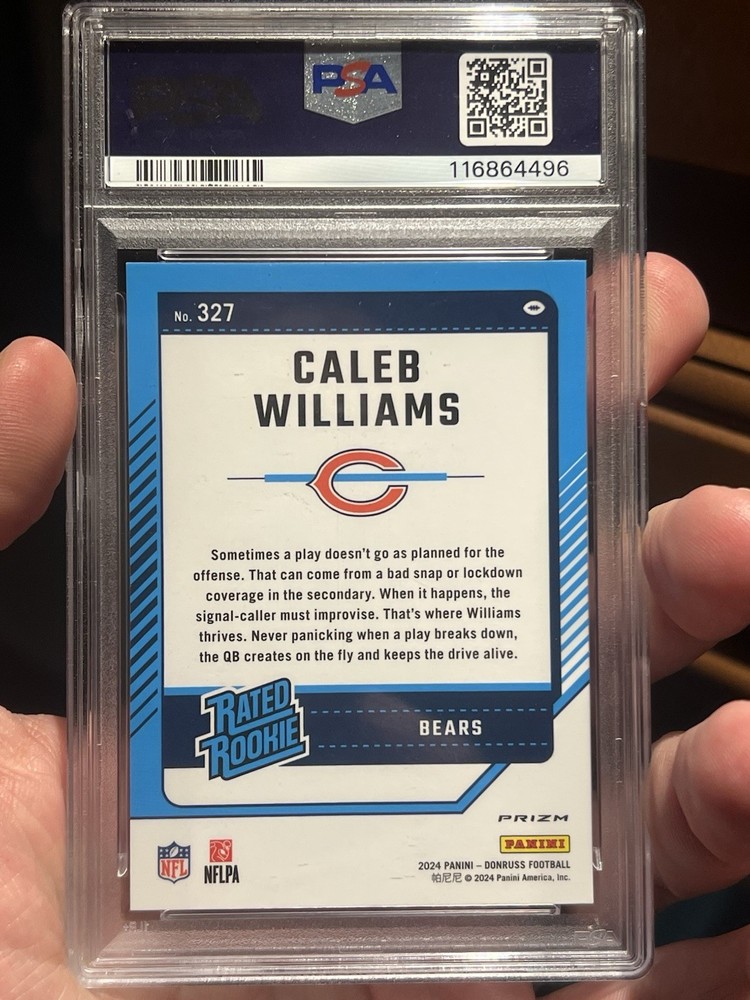 PSA
116864496
No. 327
CALEB
WILLIAMS
Sometimes a play doesn't go as planned for the
offense. That can come from a bad snap or lockdown
coverage in the secondary. When it happens, the
signal-caller must improvise. That's where Williams
thrives. Never panicking when a play breaks down,
the QB creates on the fly and keeps the drive alive.
RATED
ROOKIE
BEARS
PRIZM
PANINI
NFL
NFLPA
2024 PANINI – DONRUSS FOOTBALL
帕尼尼 © 2024 Panini America, Inc.